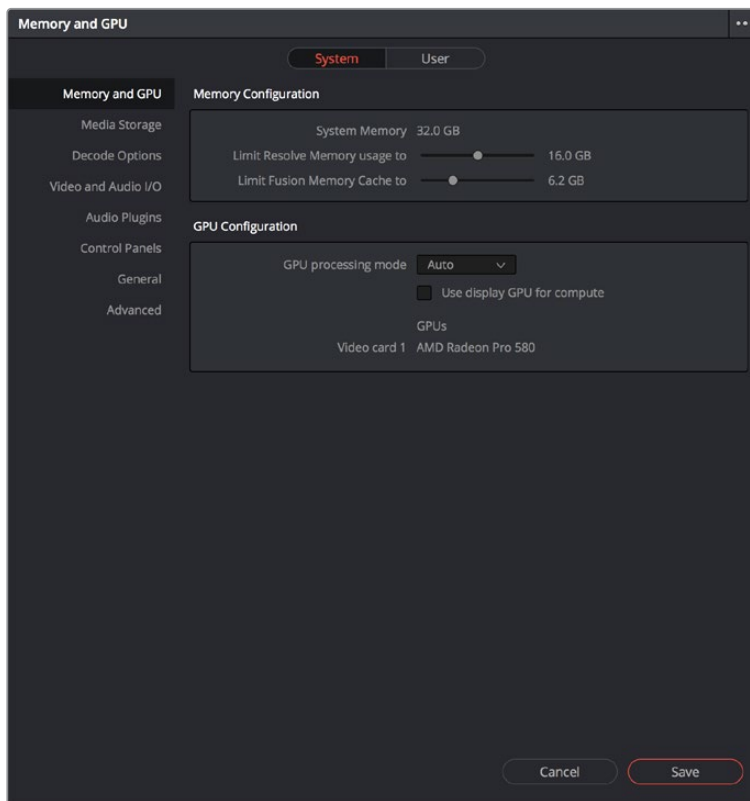 Memory and GPU
System User
Memory and GPU
Media Storage
Decode Options
Video and Audio I/O
Audio Plugins
Control Panels
General
Advanced
Memory Configuration
System Memory 32.0 GB
Limit Resolve Memory usage to 16.0 GB
Limit Fusion Memory Cache to 6.2 GB
GPU Configuration
GPU processing mode Auto
Use display GPU for compute
GPUs
Video card 1 AMD Radeon Pro 580
Cancel Save